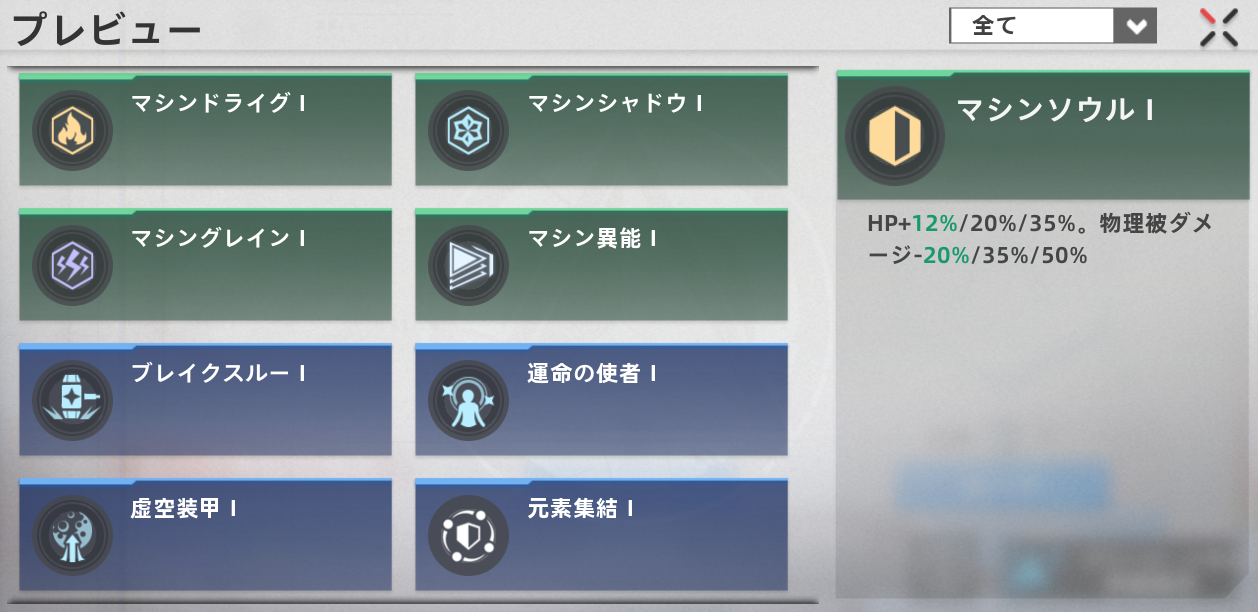 プレビュー
全て
マシンドライグ I
マシンシャドウ I
マシングレイン I
マシン異能 I
ブレイクスルー I
運命の使者 I
虚空装甲 I
元素集結 I
マシンソウル I
HP+12%/20%/35%。物理被ダメ
ージ-20%/35%/50%